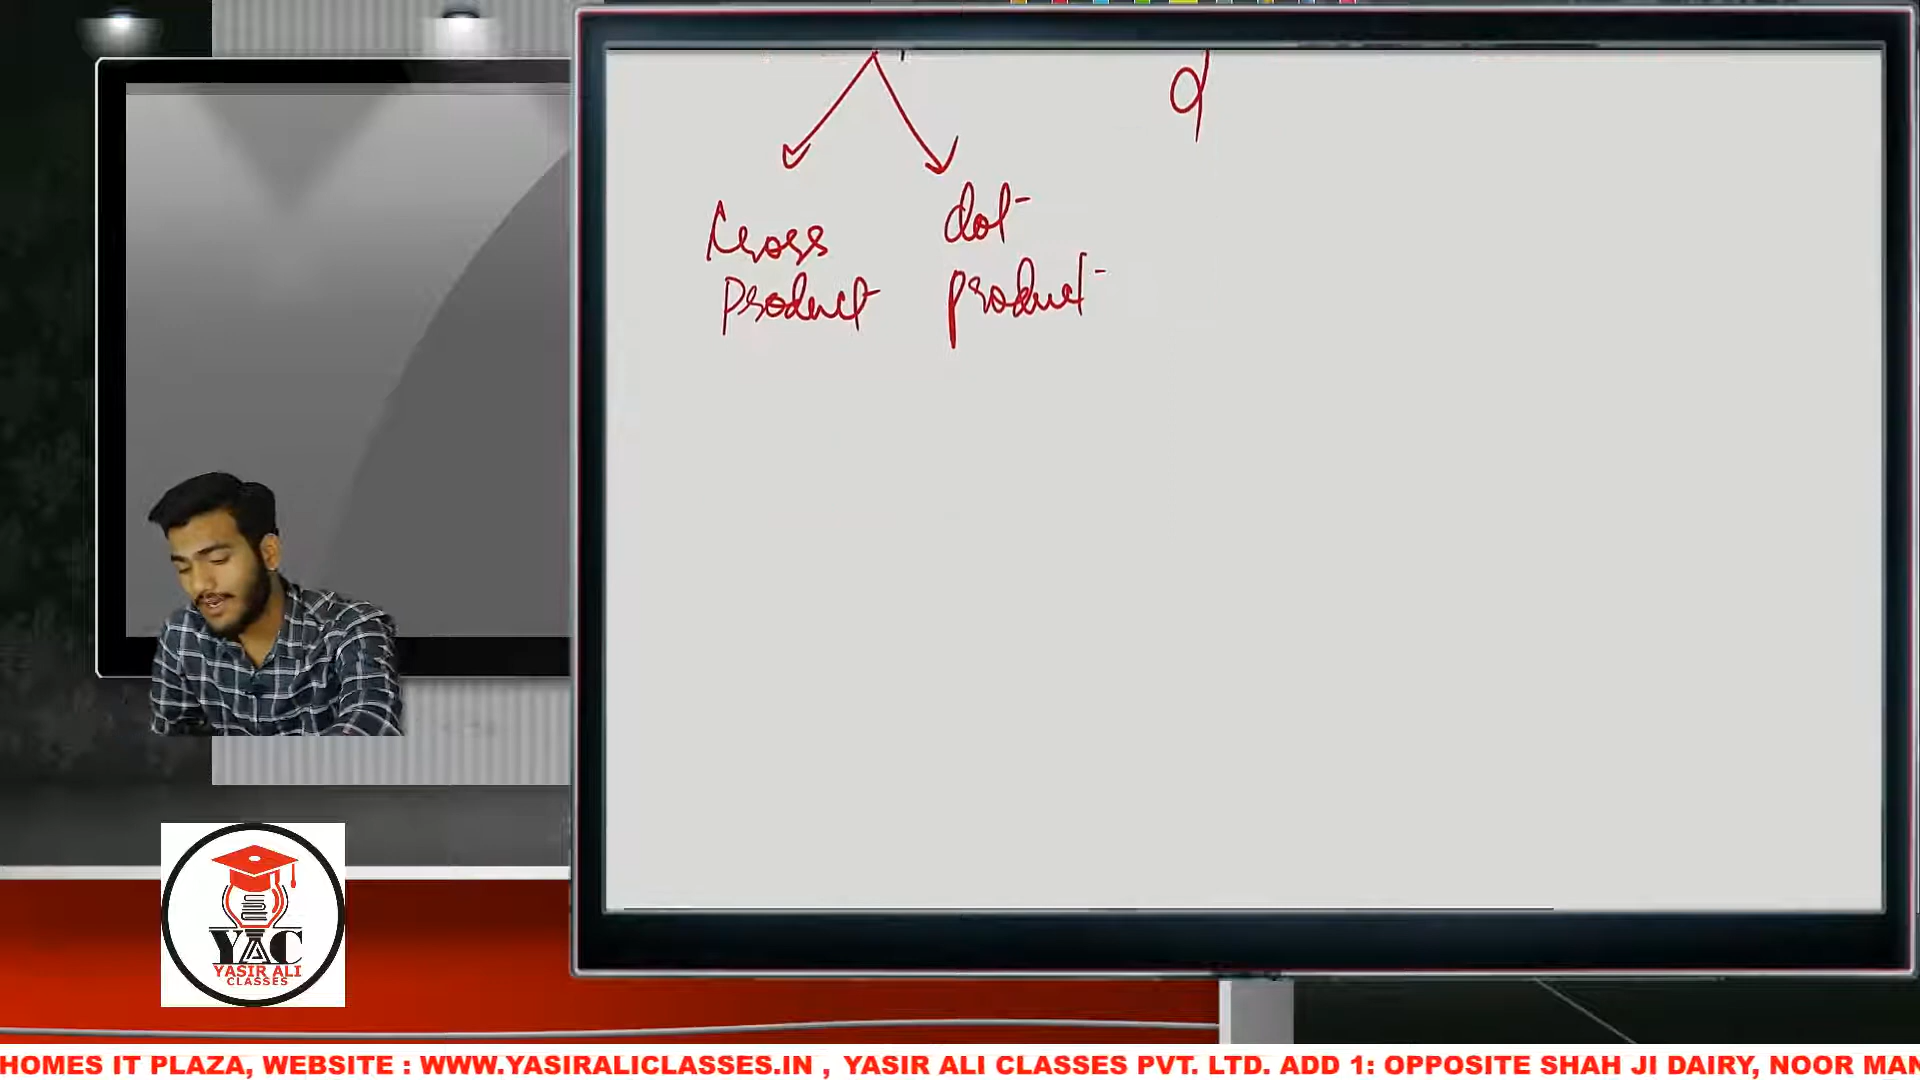 q
Cross dot
Product product
YAC
YASIR ALI
CLASSES
HOMES IT PLAZA, WEBSITE : WWW.YASIRALICLASSES.IN , YASIR ALI CLASSES PVT. LTD. ADD 1: OPPOSITE SHAH JI DAIRY, NOOR MAN